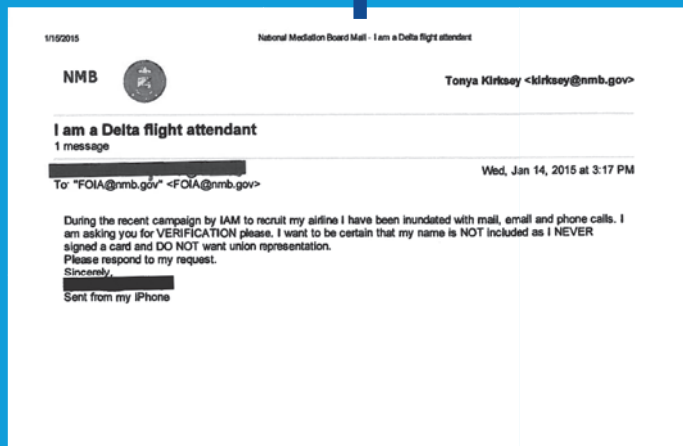 1/15/2015 National Mediation Board Mail - I am a Delta flight attendant
NMB Tonya Kirksey <kirksey@nmb.gov>
I am a Delta flight attendant
1 message
Wed, Jan 14, 2015 at 3:17 PM
To: "FOIA@nmb.gov" <FOIA@nmb.gov>
During the recent campaign by IAM to recruit my airline I have been inundated with mail, email and phone calls. I
am asking you for VERIFICATION please. I want to be certain that my name is NOT included as I NEVER
signed a card and DO NOT want union representation.
Please respond to my request.
Sincerely,
Sent from my iPhone